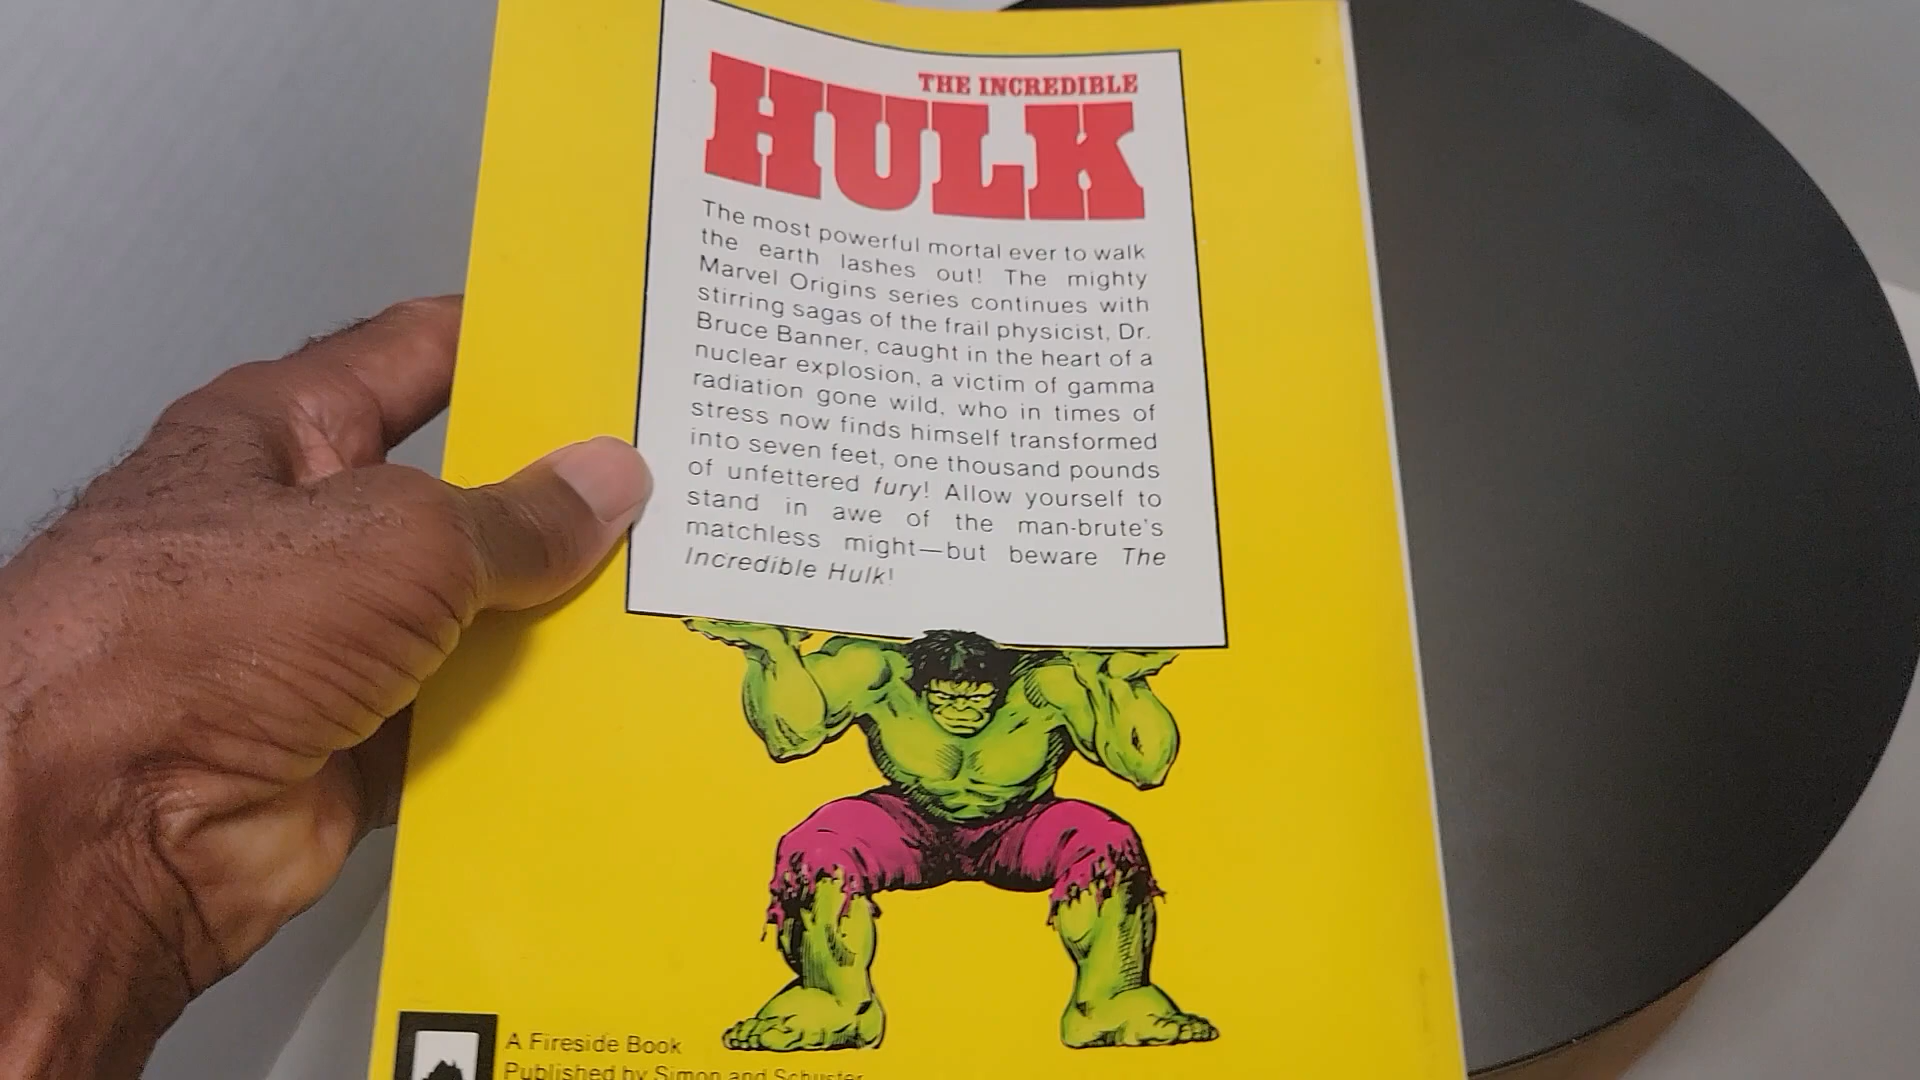 THE INCREDIBLE
HULK
The most powerful mortal ever to walk
the earth lashes out! The mighty
Marvel Origins series continues with
stirring sagas of the frail physicist, Dr.
Bruce Banner, caught in the heart of a
nuclear explosion, a victim of gamma
radiation gone wild, who in times of
stress now finds himself transformed
into seven feet, one thousand pounds
of unfettered fury! Allow yourself to
stand in awe of the man-brute's
matchless might—but beware The
Incredible Hulk!
A Fireside Book
Published by Simon and Schuster